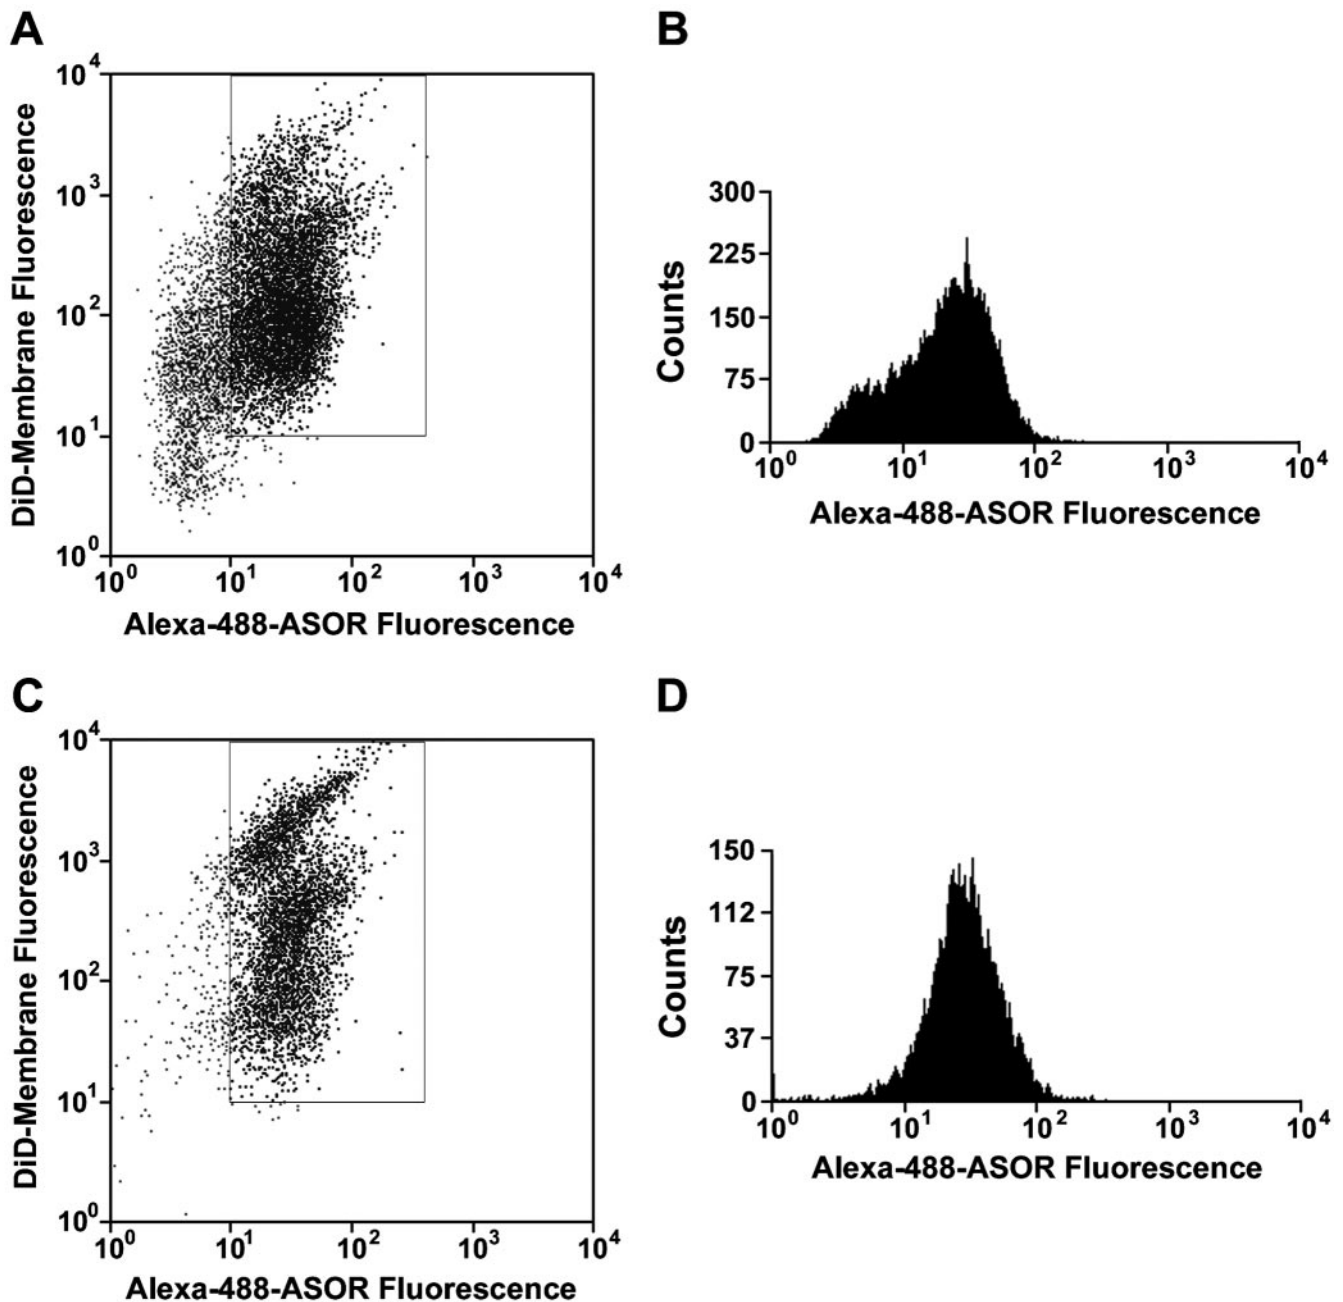 A
DiD-Membrane Fluorescence
10^4
10^3
10^2
10^1
10^0
10^0 10^1 10^2 10^3 10^4
Alexa-488-ASOR Fluorescence
B
Counts
300
225
150
75
0
10^0 10^1 10^2 10^3 10^4
Alexa-488-ASOR Fluorescence
C
DiD-Membrane Fluorescence
10^4
10^3
10^2
10^1
10^0
10^0 10^1 10^2 10^3 10^4
Alexa-488-ASOR Fluorescence
D
Counts
150
112
75
37
0
10^0 10^1 10^2 10^3 10^4
Alexa-488-ASOR Fluorescence